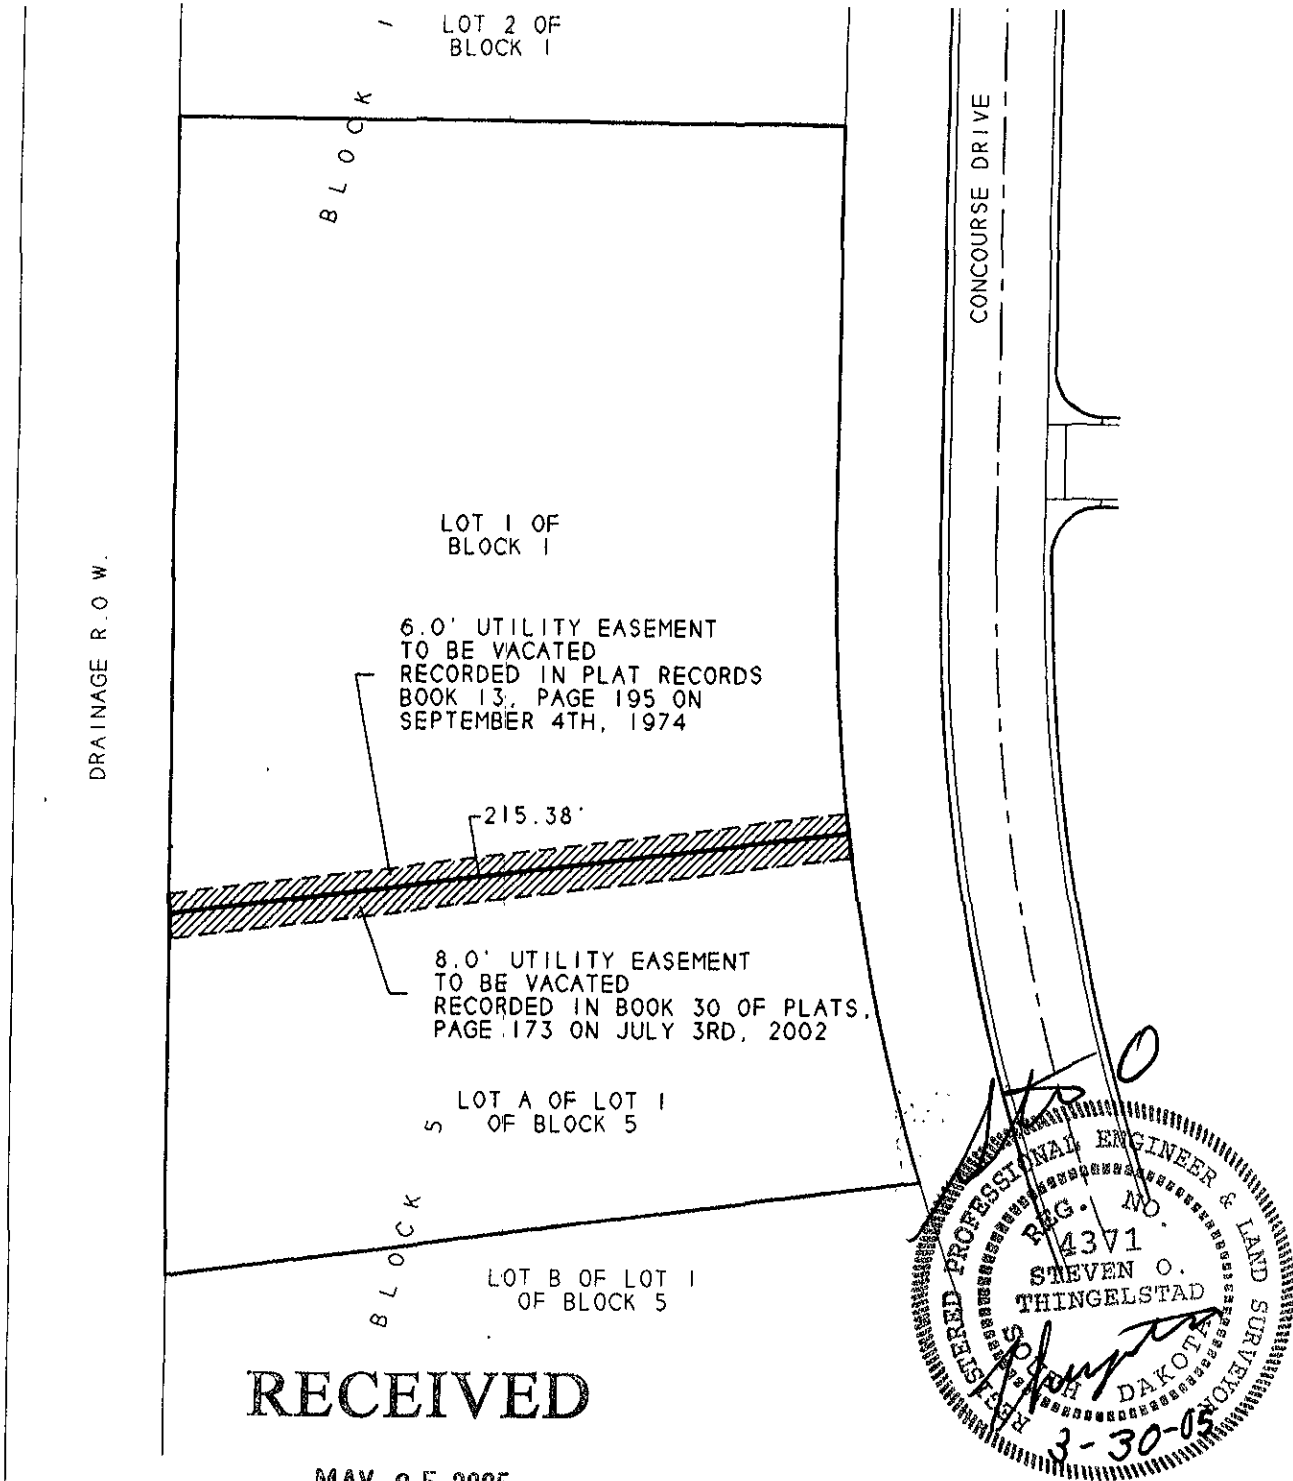 LOT 2 OF
BLOCK 1
BLOCK 1
CONCOURSE DRIVE
LOT 1 OF
BLOCK 1
DRAINAGE R.O W.
6.0' UTILITY EASEMENT
TO BE VACATED
RECORDED IN PLAT RECORDS
BOOK 13, PAGE 195 ON
SEPTEMBER 4TH, 1974
215.38'
8.0' UTILITY EASEMENT
TO BE VACATED
RECORDED IN BOOK 30 OF PLATS,
PAGE 173 ON JULY 3RD, 2002
LOT A OF LOT 1
OF BLOCK 5
BLOCK 5
LOT B OF LOT 1
OF BLOCK 5
REGISTERED PROFESSIONAL ENGINEER & LAND SURVEYOR
REG. NO.
4371
STEVEN O.
THINGELSTAD
SOUTH DAKOTA
3-30-05
RECEIVED
MAY 2005